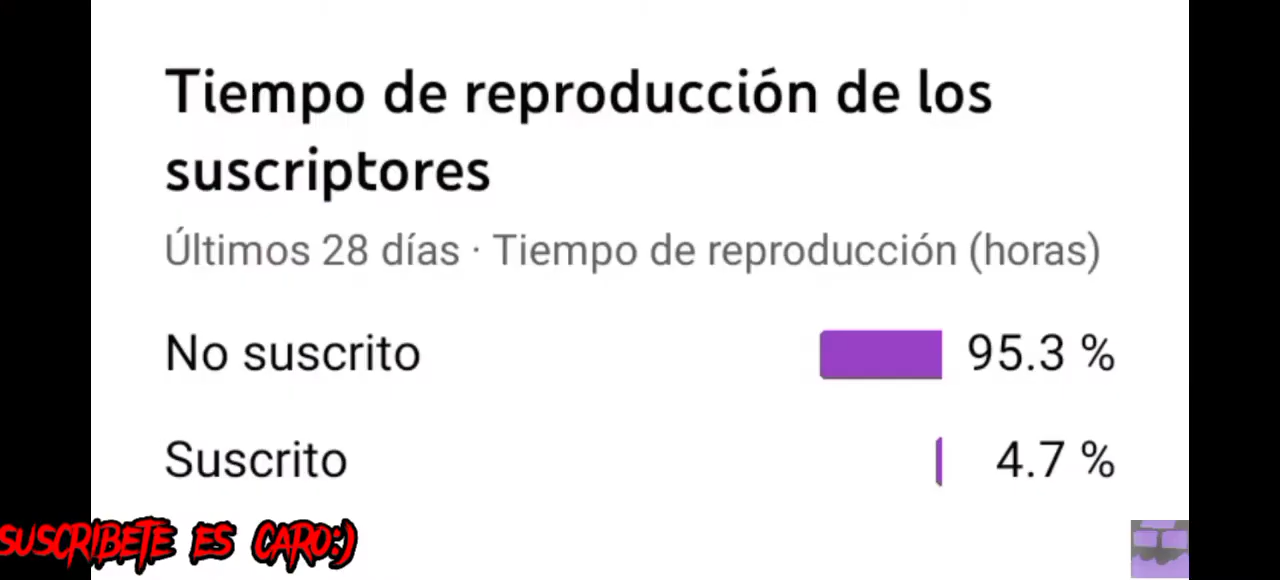 Tiempo de reproducción de los
suscriptores
Últimos 28 días · Tiempo de reproducción (horas)
No suscrito 95.3 %
Suscrito 4.7 %
SUSCRIBETE ES CARO:)